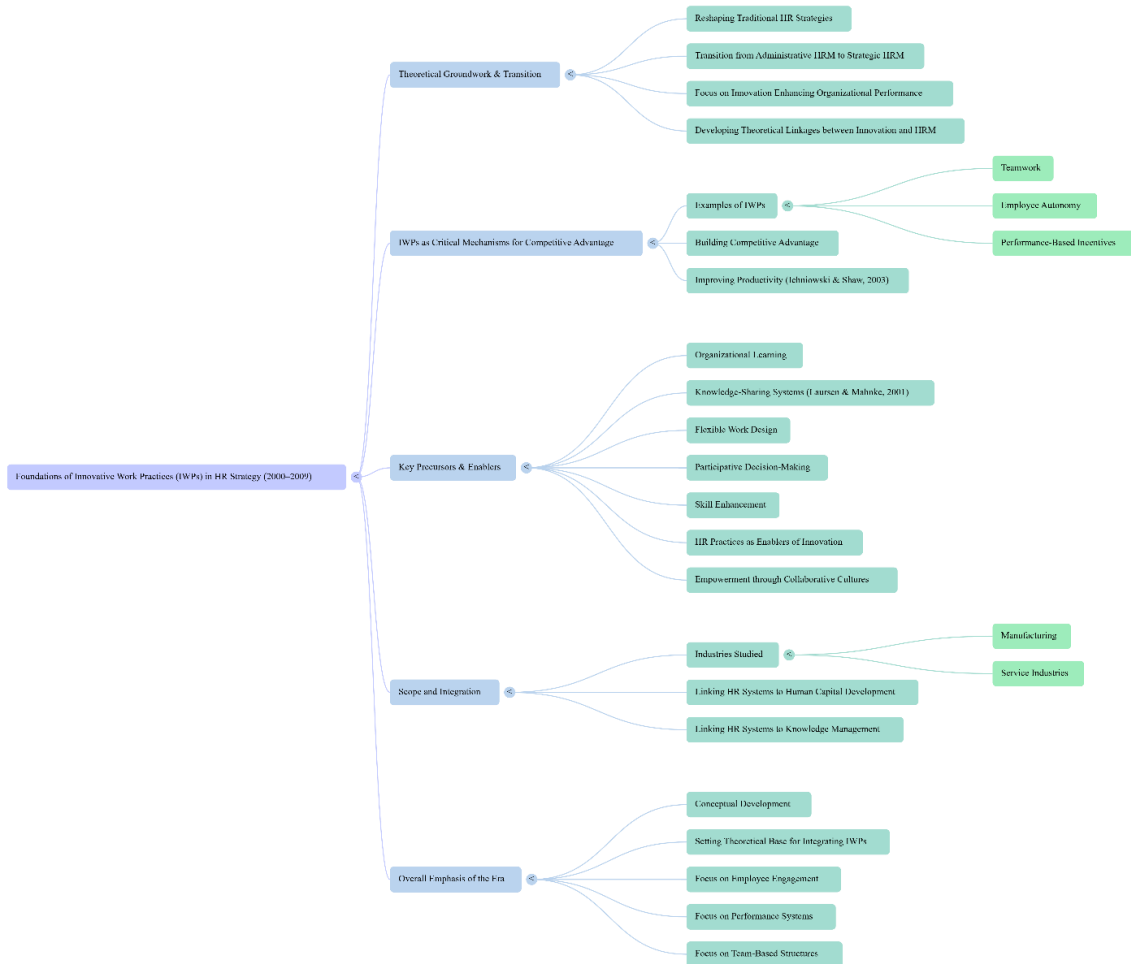 Foundations of Innovative Work Practices (IWPs) in HR Strategy (2000–2009)
Theoretical Groundwork & Transition
Reshaping Traditional HR Strategies
Transition from Administrative HRM to Strategic HRM
Focus on Innovation Enhancing Organizational Performance
Developing Theoretical Linkages between Innovation and HRM
IWPs as Critical Mechanisms for Competitive Advantage
Examples of IWPs
Teamwork
Employee Autonomy
Performance-Based Incentives
Building Competitive Advantage
Improving Productivity (Ichniowski & Shaw, 2003)
Key Precursors & Enablers
Organizational Learning
Knowledge-Sharing Systems (Laursen & Mahnke, 2001)
Flexible Work Design
Participative Decision-Making
Skill Enhancement
HR Practices as Enablers of Innovation
Empowerment through Collaborative Cultures
Scope and Integration
Industries Studied
Manufacturing
Service Industries
Linking HR Systems to Human Capital Development
Linking HR Systems to Knowledge Management
Overall Emphasis of the Era
Conceptual Development
Setting Theoretical Base for Integrating IWPs
Focus on Employee Engagement
Focus on Performance Systems
Focus on Team-Based Structures